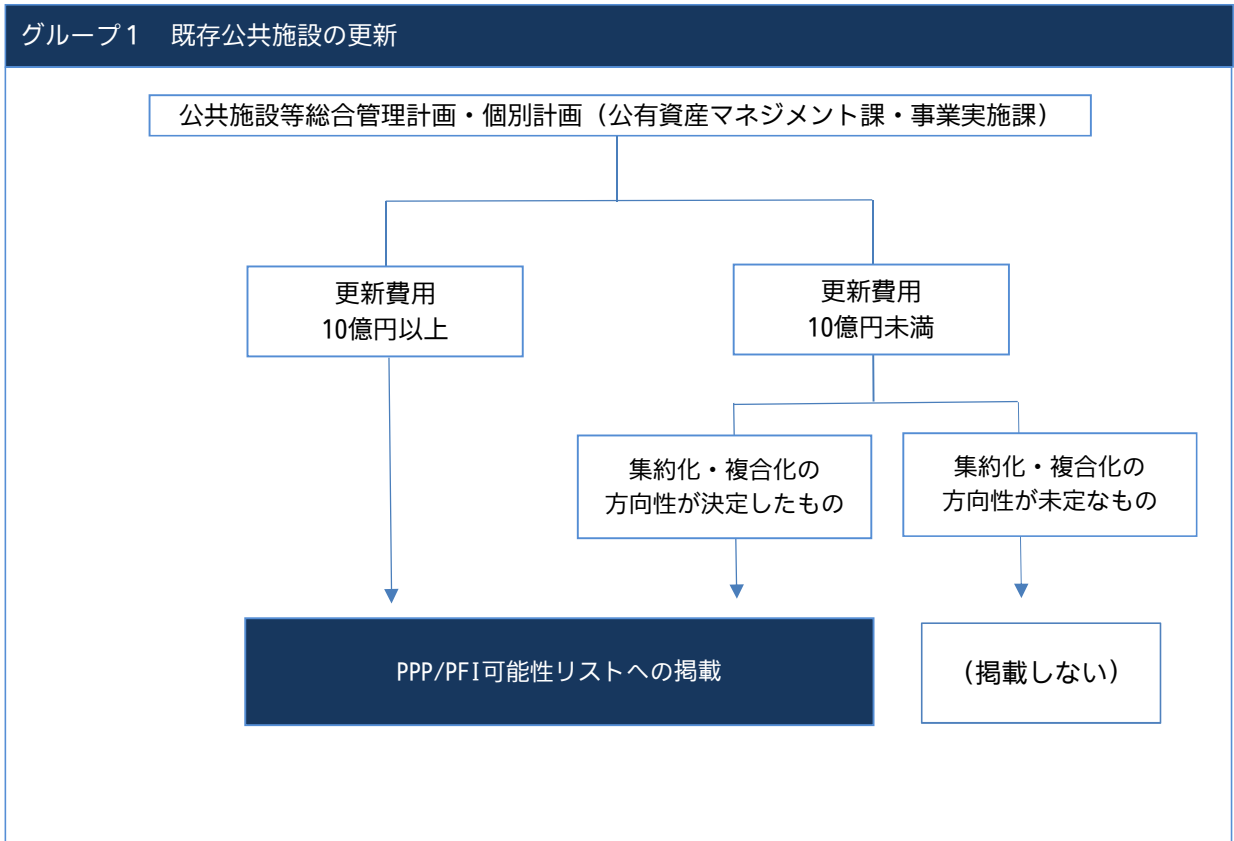 グループ1　既存公共施設の更新
公共施設等総合管理計画・個別計画（公有資産マネジメント課・事業実施課）
更新費用
10億円以上
更新費用
10億円未満
集約化・複合化の
方向性が決定したもの
集約化・複合化の
方向性が未定なもの
PPP/PFI可能性リストへの掲載
（掲載しない）